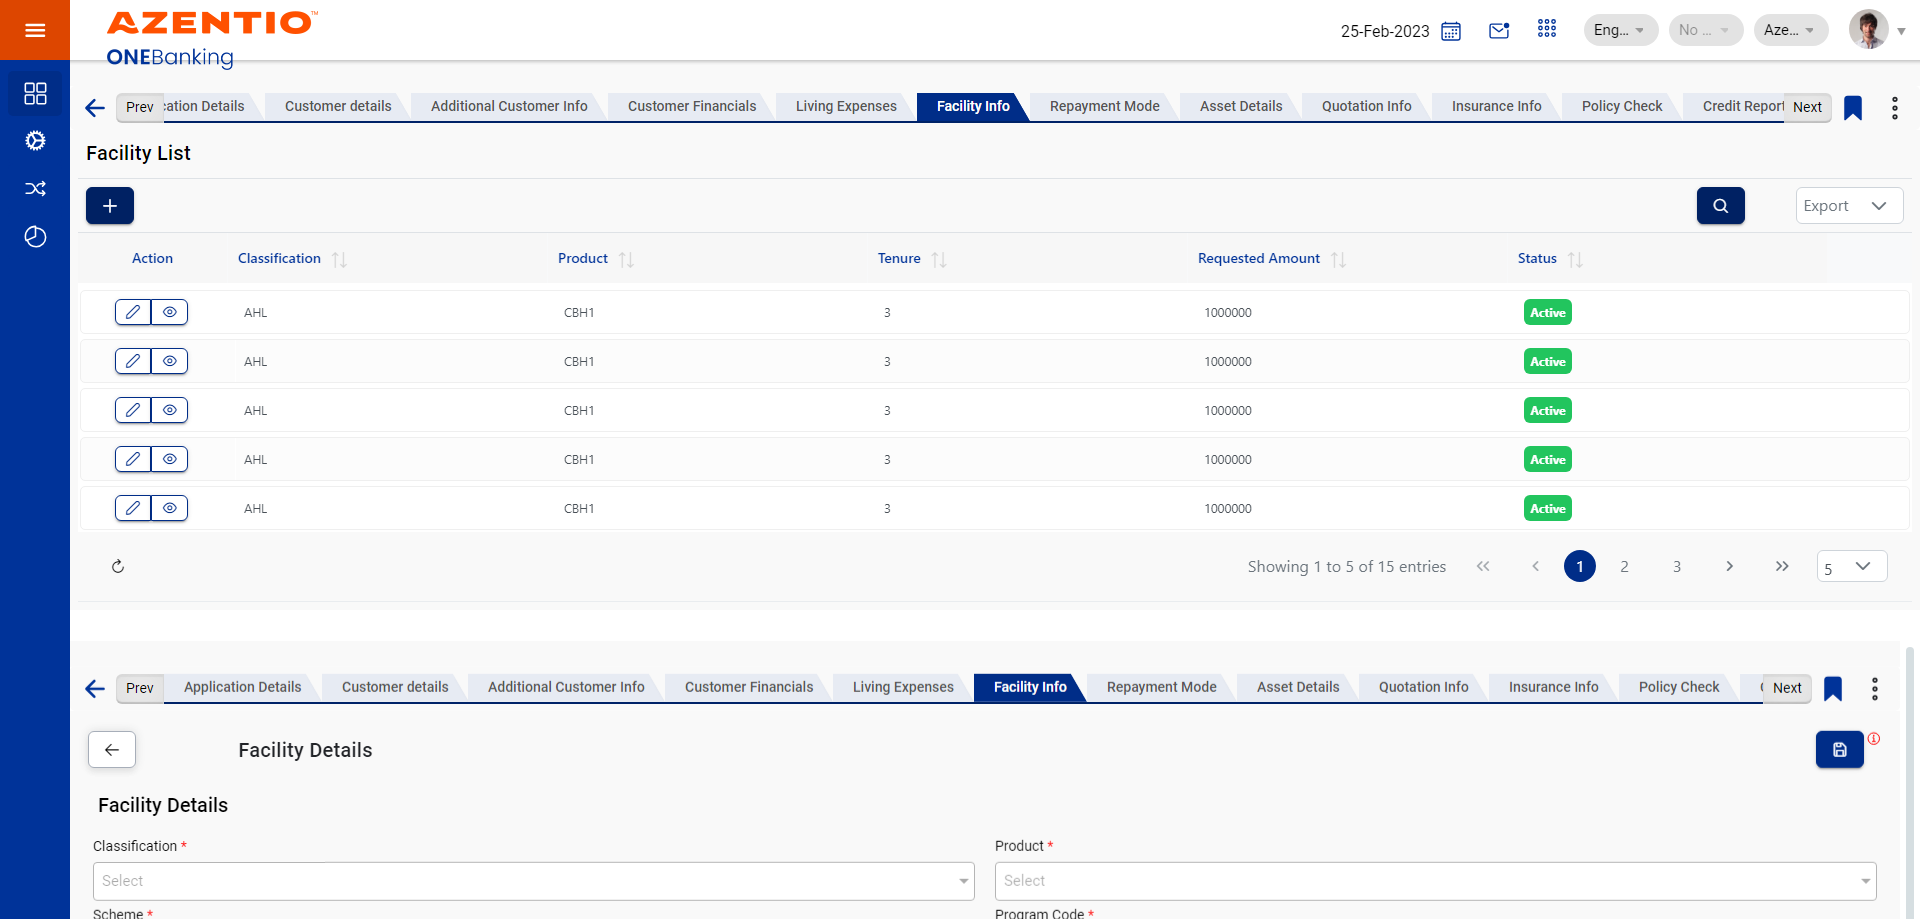 AZENTIO™
ONEBanking
25-Feb-2023
Eng...
No ...
Aze...
Prev
cation Details
Customer details
Additional Customer Info
Customer Financials
Living Expenses
Facility Info
Repayment Mode
Asset Details
Quotation Info
Insurance Info
Policy Check
Credit Report
Next
Facility List
+
Export
Action Classification Product Tenure Requested Amount Status
AHL CBH1 3 1000000 Active
AHL CBH1 3 1000000 Active
AHL CBH1 3 1000000 Active
AHL CBH1 3 1000000 Active
AHL CBH1 3 1000000 Active
Showing 1 to 5 of 15 entries « ‹ 1 2 3 › » 5
Prev
Application Details
Customer details
Additional Customer Info
Customer Financials
Living Expenses
Facility Info
Repayment Mode
Asset Details
Quotation Info
Insurance Info
Policy Check
Next
Facility Details
Facility Details
Classification * Product *
Select Select
Scheme * Program Code *